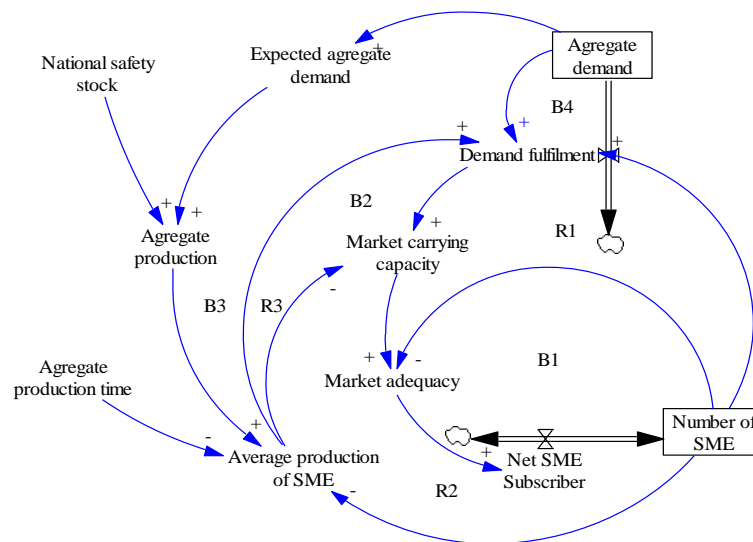 National safety
stock
Expected agregate
demand
+
Agregate
demand
B4
+
+
+
Demand fulfilment
+
+
Agregate
production
B2
+
Market carrying
capacity
-
R1
B3
R3
Agregate
production time
+
-
Market adequacy
B1
-
+
Average production
of SME
-
R2
+
Net SME
Subscriber
Number of
SME